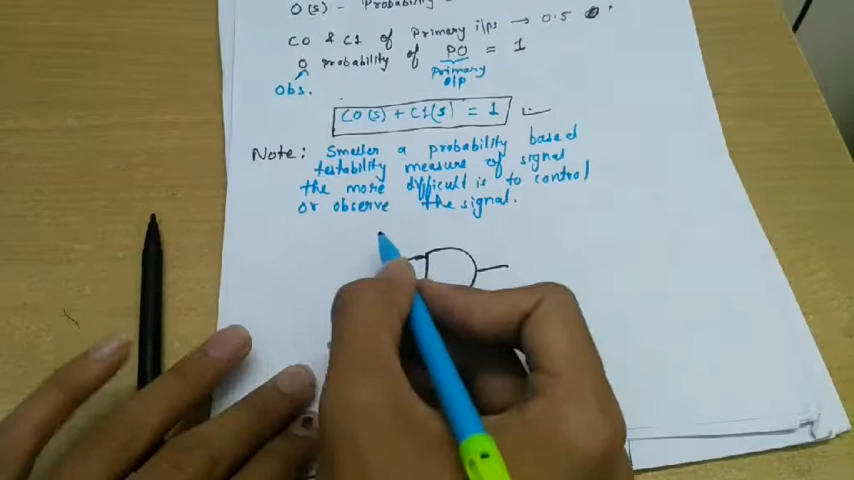 O(s) - Probability
C0 & C1 of Primary i/ps → 0.5
O probability of PO = 1
Primary
o/p
Obs.
C0(s) + C1(s) = 1
Note: Smaller a probability based
testability measure of signal
the more difficult is to control
or observe the signal.